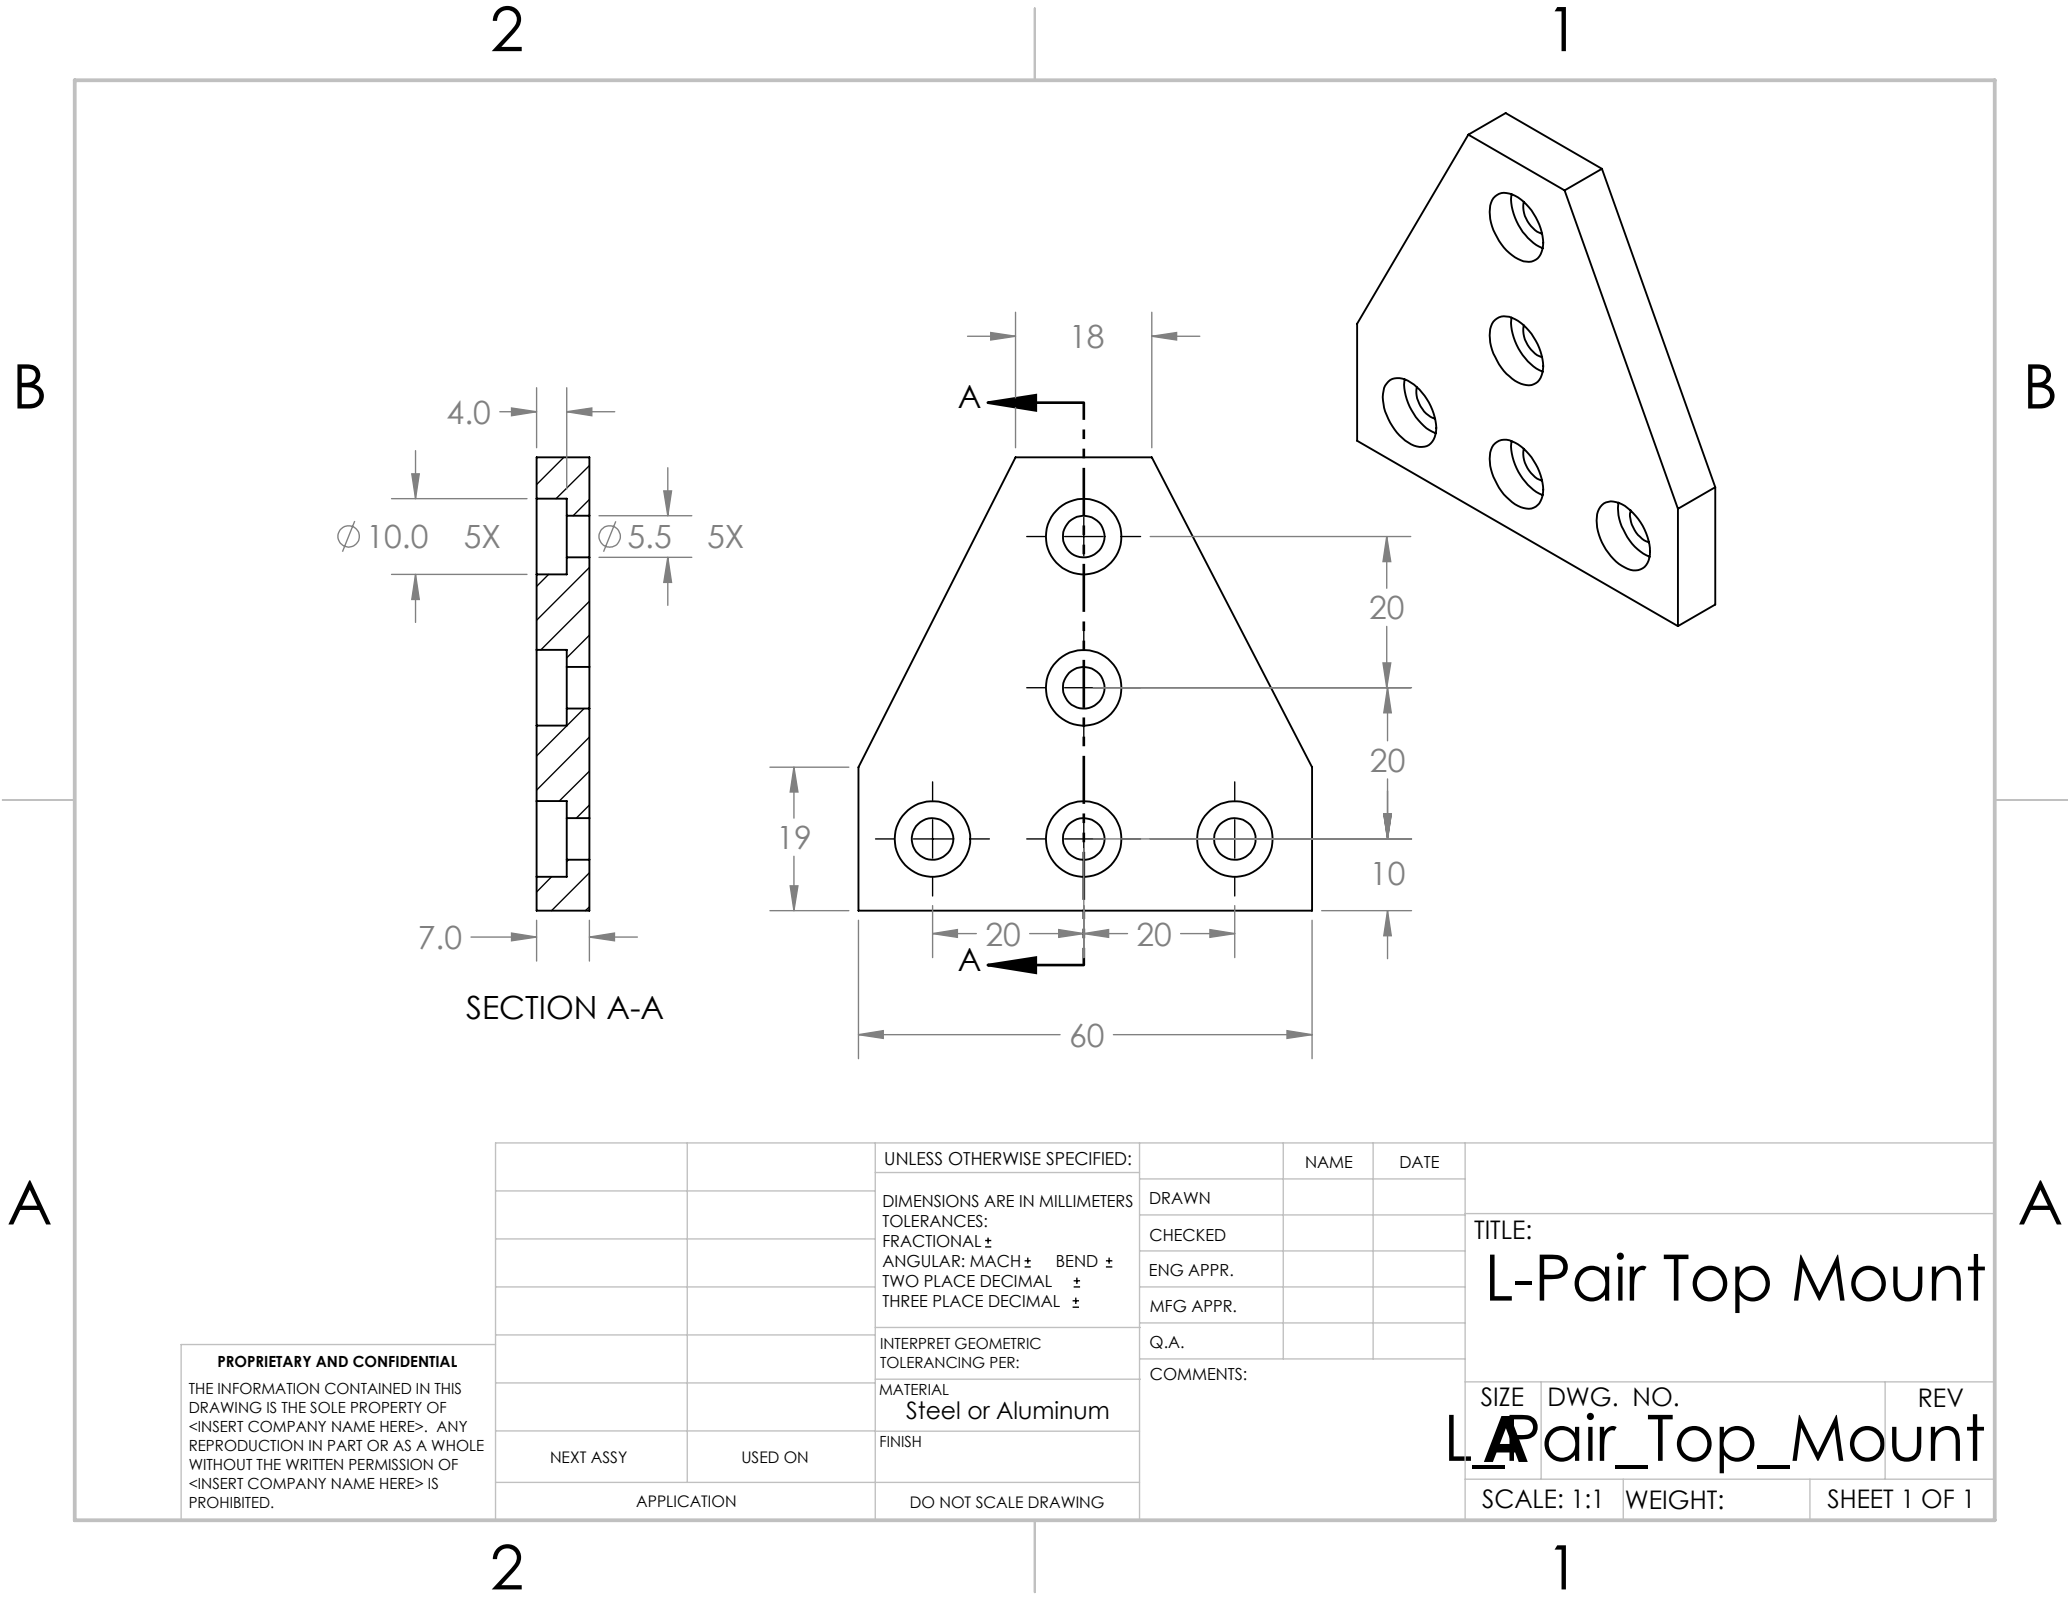 2 1
B B
A A
2 1
18
A
4.0
⌀10.0 5X
⌀5.5 5X
20
20
19
10
20 20
A
7.0
60
SECTION A-A
UNLESS OTHERWISE SPECIFIED:
DIMENSIONS ARE IN MILLIMETERS
TOLERANCES:
FRACTIONAL ±
ANGULAR: MACH ± BEND ±
TWO PLACE DECIMAL ±
THREE PLACE DECIMAL ±
INTERPRET GEOMETRIC
TOLERANCING PER:
MATERIAL
Steel or Aluminum
FINISH
DO NOT SCALE DRAWING
NAME DATE
DRAWN
CHECKED
ENG APPR.
MFG APPR.
Q.A.
COMMENTS:
TITLE:
L-Pair Top Mount
SIZE DWG. NO. REV
A
L_Pair_Top_Mount
SCALE: 1:1 WEIGHT: SHEET 1 OF 1
NEXT ASSY USED ON
APPLICATION
PROPRIETARY AND CONFIDENTIAL
THE INFORMATION CONTAINED IN THIS
DRAWING IS THE SOLE PROPERTY OF
<INSERT COMPANY NAME HERE>. ANY
REPRODUCTION IN PART OR AS A WHOLE
WITHOUT THE WRITTEN PERMISSION OF
<INSERT COMPANY NAME HERE> IS
PROHIBITED.